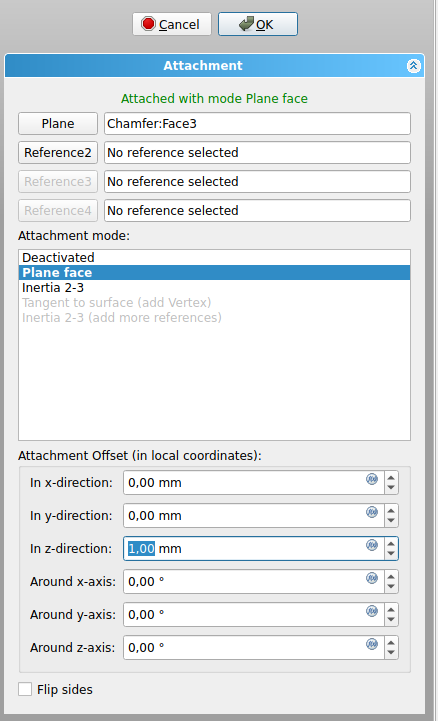 Cancel OK
Attachment
Attached with mode Plane face
Plane Chamfer:Face3
Reference2 No reference selected
Reference3 No reference selected
Reference4 No reference selected
Attachment mode:
Deactivated
Plane face
Inertia 2-3
Tangent to surface (add Vertex)
Inertia 2-3 (add more references)
Attachment Offset (in local coordinates):
In x-direction: 0,00 mm
In y-direction: 0,00 mm
In z-direction: 1,00 mm
Around x-axis: 0,00 °
Around y-axis: 0,00 °
Around z-axis: 0,00 °
Flip sides